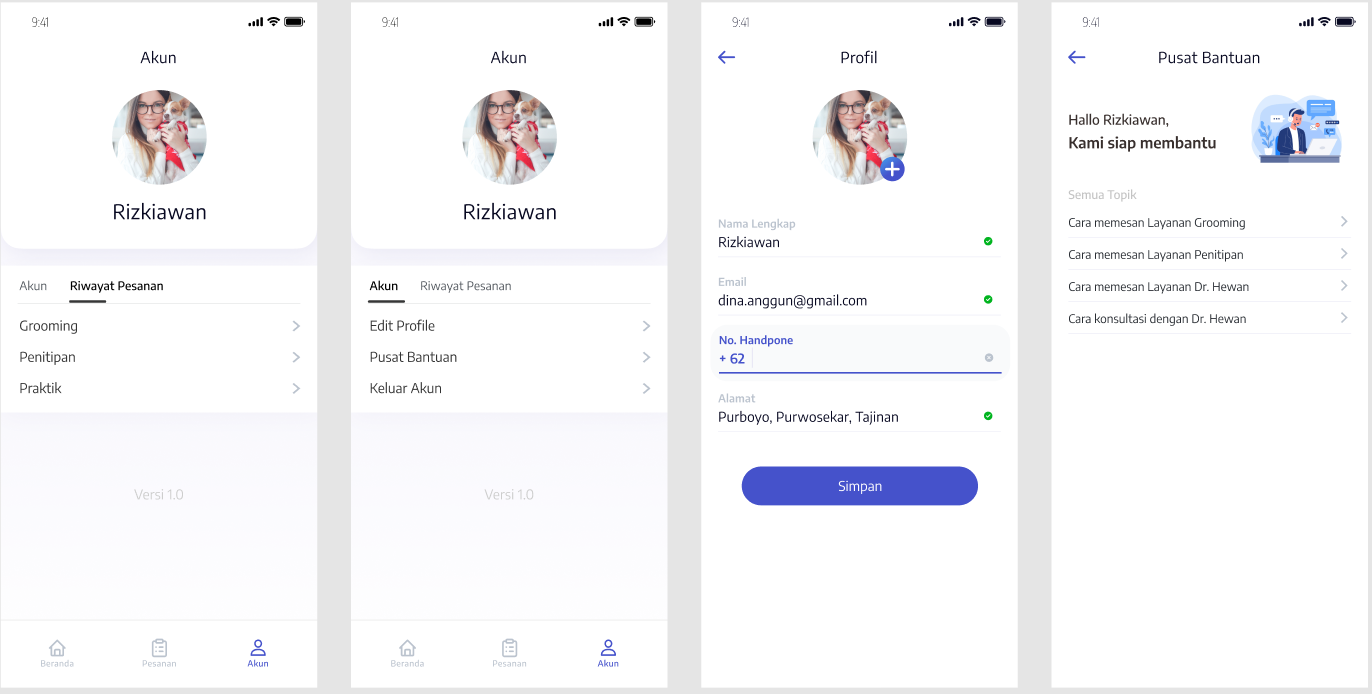 9:41
Akun
Rizkiawan
Akun Riwayat Pesanan
Grooming
Penitipan
Praktik
Versi 1.0
Beranda Pesanan Akun
9:41
Akun
Rizkiawan
Akun Riwayat Pesanan
Edit Profile
Pusat Bantuan
Keluar Akun
Versi 1.0
Beranda Pesanan Akun
9:41
Profil
Nama Lengkap
Rizkiawan
Email
dina.anggun@gmail.com
No. Handpone
+ 62
Alamat
Purboyo, Purwosekar, Tajinan
Simpan
9:41
Pusat Bantuan
Hallo Rizkiawan,
Kami siap membantu
Semua Topik
Cara memesan Layanan Grooming
Cara memesan Layanan Penitipan
Cara memesan Layanan Dr. Hewan
Cara konsultasi dengan Dr. Hewan